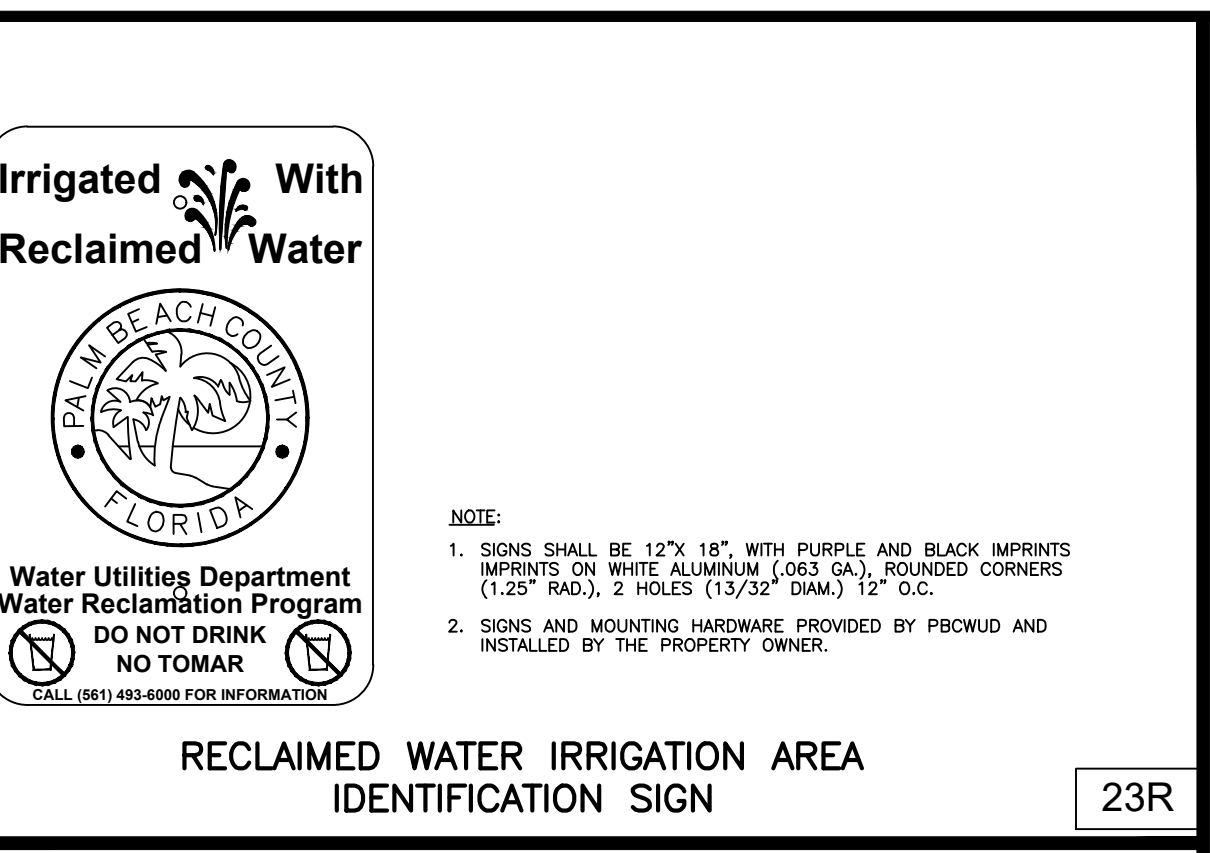 Irrigated With
Reclaimed Water
PALM BEACH COUNTY
FLORIDA
Water Utilities Department
Water Reclamation Program
DO NOT DRINK
NO TOMAR
CALL (561) 493-6000 FOR INFORMATION
NOTE:
1. SIGNS SHALL BE 12"X 18", WITH PURPLE AND BLACK IMPRINTS
IMPRINTS ON WHITE ALUMINUM (.063 GA.), ROUNDED CORNERS
(1.25" RAD.), 2 HOLES (13/32" DIAM.) 12" O.C.
2. SIGNS AND MOUNTING HARDWARE PROVIDED BY PBCWUD AND
INSTALLED BY THE PROPERTY OWNER.
RECLAIMED WATER IRRIGATION AREA
IDENTIFICATION SIGN
23R